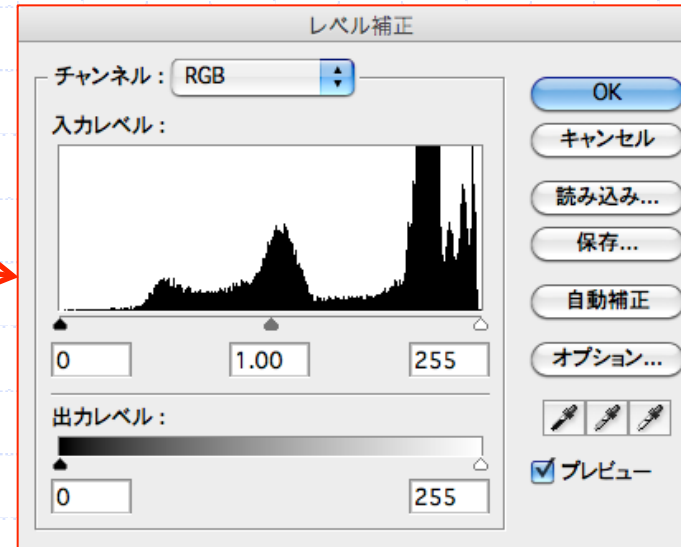 レベル補正
チャンネル： RGB
入力レベル：
0 1.00 255
出力レベル：
0 255
OK
キャンセル
読み込み...
保存...
自動補正
オプション...
プレビュー